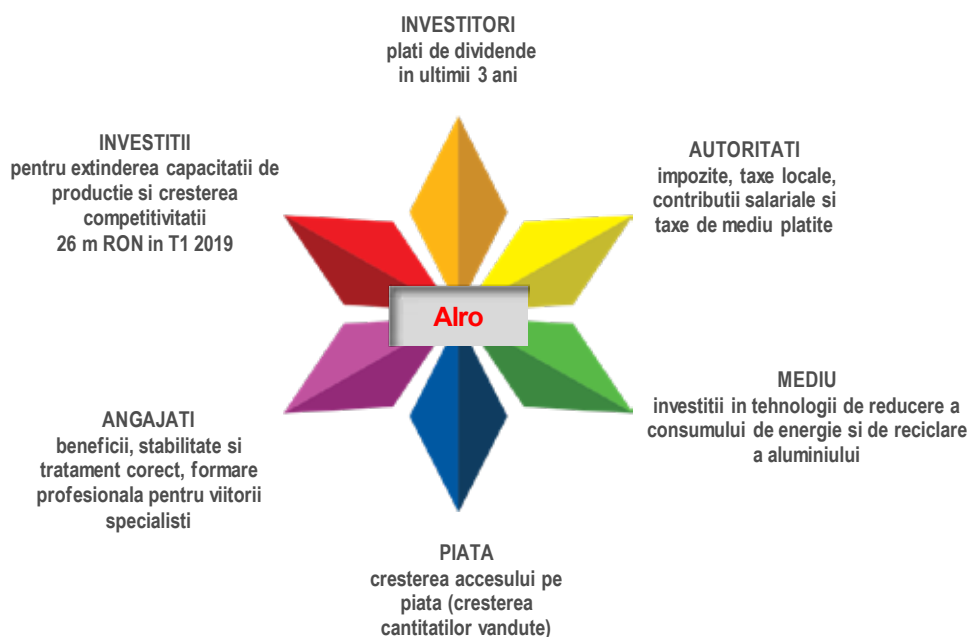 INVESTITORI
plati de dividende
in ultimii 3 ani
INVESTITII
pentru extinderea capacitatii de
productie si cresterea
competitivitatii
26 m RON in T1 2019
AUTORITATI
impozite, taxe locale,
contributii salariale si
taxe de mediu platite
Alro
ANGAJATI
beneficii, stabilitate si
tratament corect, formare
profesionala pentru viitorii
specialisti
MEDIU
investitii in tehnologii de reducere a
consumului de energie si de reciclare
a aluminiului
PIATA
cresterea accesului pe
piata (cresterea
cantitatilor vandute)